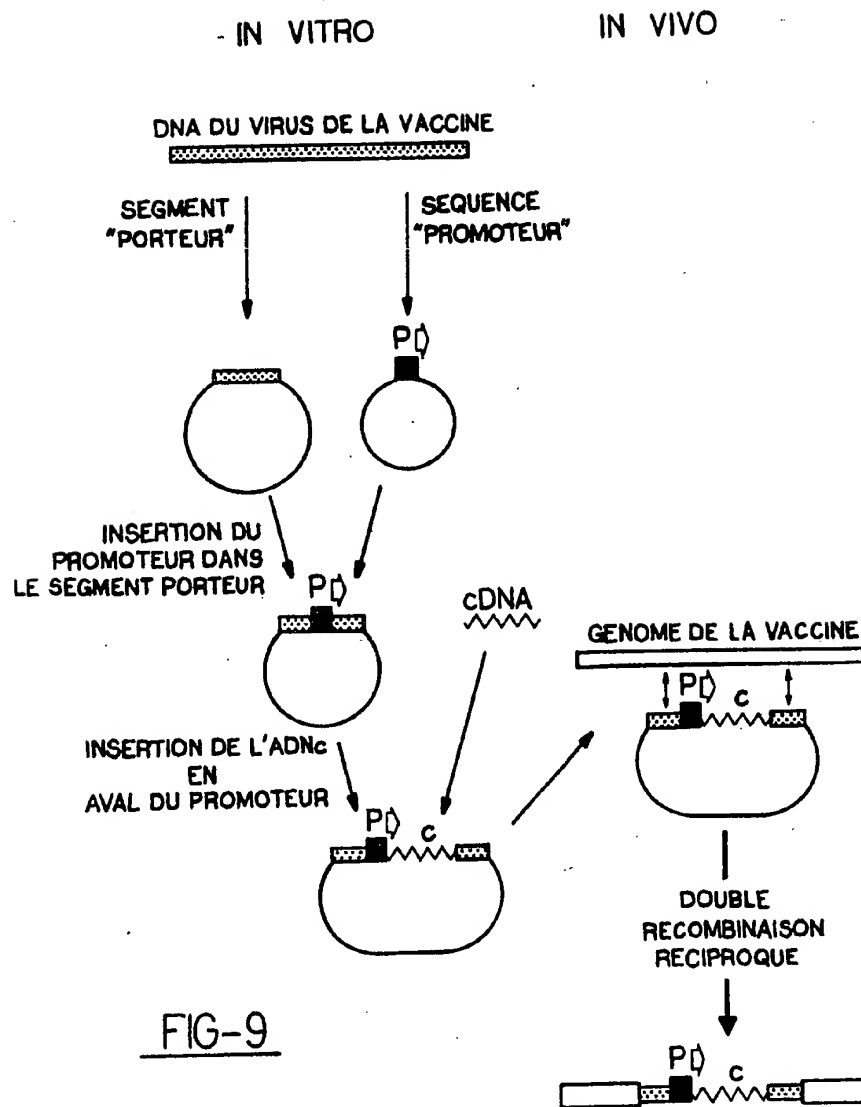 IN VITRO
IN VIVO
DNA DU VIRUS DE LA VACCINE
SEGMENT
"PORTEUR"
SEQUENCE
"PROMOTEUR"
P
INSERTION DU
PROMOTEUR DANS
LE SEGMENT PORTEUR
P
cDNA
GENOME DE LA VACCINE
P
c
INSERTION DE L'ADNc
EN
AVAL DU PROMOTEUR
P
c
DOUBLE
RECOMBINAISON
RECIPROQUE
FIG-9
P
c